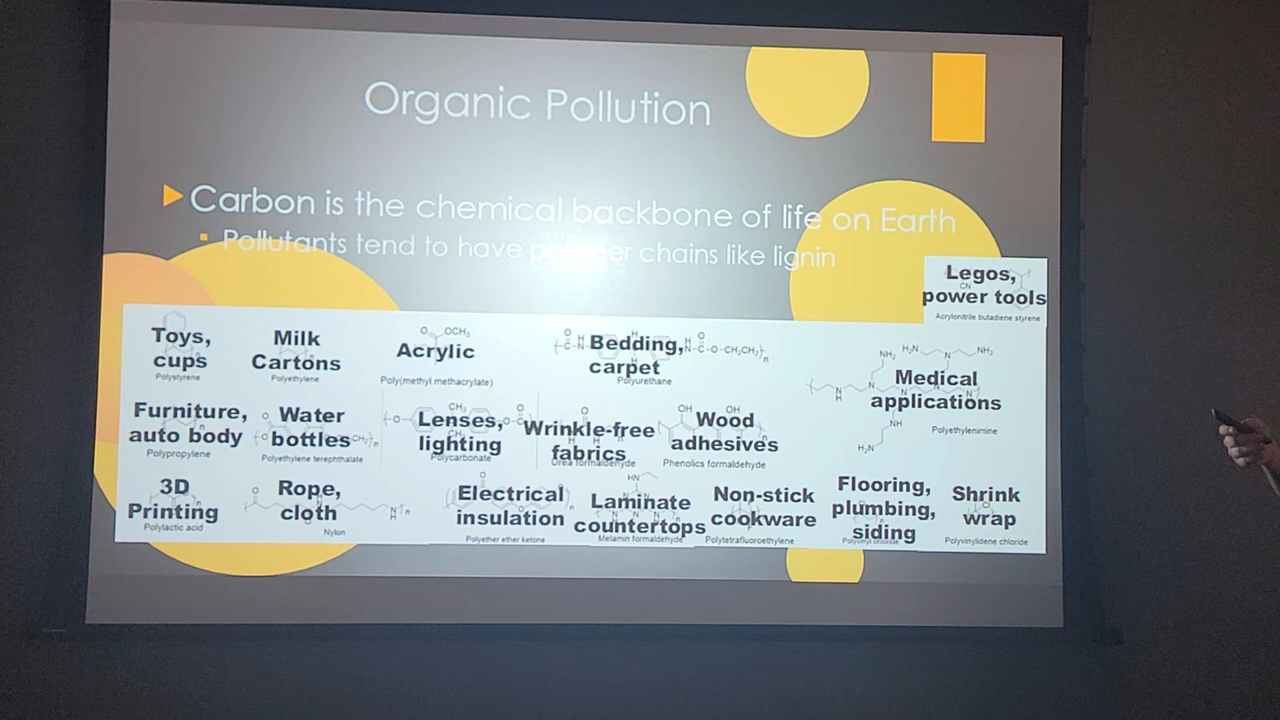 Organic Pollution
Carbon is the chemical backbone of life on Earth
Pollutants tend to have polymer chains like lignin
Legos,
power tools
Acrylonitrile butadiene styrene
Toys,
cups
Polystyrene
Milk
Cartons
Polyethylene
Acrylic
Poly(methyl methacrylate)
Bedding,
carpet
Polyurethane
Medical
applications
Polyethylenimine
Furniture,
auto body
Polypropylene
Water
bottles
Polyethylene terephthalate
Lenses,
lighting
Polycarbonate
Wrinkle-free
fabrics
Urea formaldehyde
Wood
adhesives
Phenolics formaldehyde
3D
Printing
Polylactic acid
Rope,
cloth
Nylon
Electrical
insulation
Polyether ether ketone
Laminate
countertops
Melamin formaldehyde
Non-stick
cookware
Polytetrafluoroethylene
Flooring,
plumbing,
siding
Polyvinyl chloride
Shrink
wrap
Polyvinylidene chloride